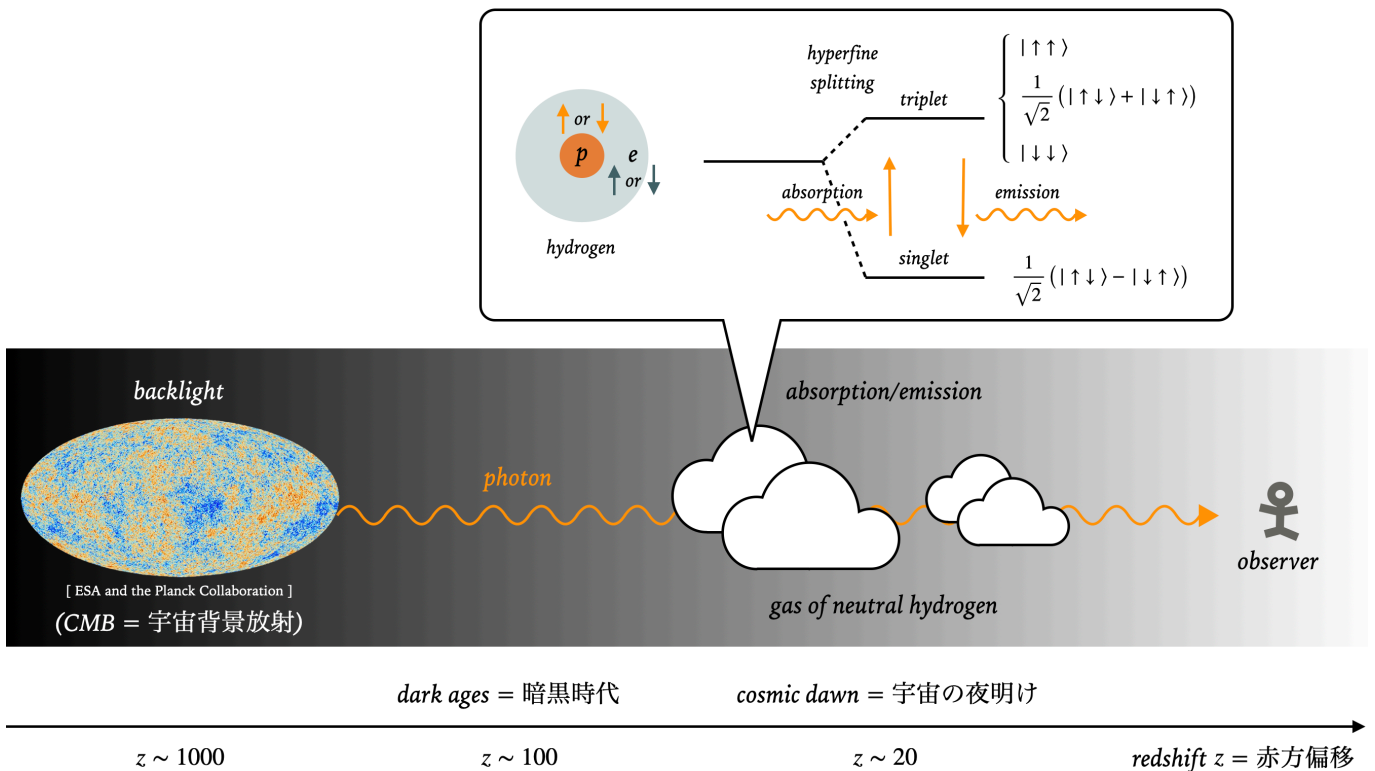 hyperfine
splitting
triplet
| ↑ ↑ ⟩
1/√2 ( | ↑ ↓ ⟩ + | ↓ ↑ ⟩ )
| ↓ ↓ ⟩
or
p
e
or
hydrogen
absorption
emission
singlet
1/√2 ( | ↑ ↓ ⟩ − | ↓ ↑ ⟩ )
backlight
absorption/emission
photon
[ ESA and the Planck Collaboration ]
(CMB = 宇宙背景放射)
gas of neutral hydrogen
observer
dark ages = 暗黒時代
cosmic dawn = 宇宙の夜明け
z ~ 1000
z ~ 100
z ~ 20
redshift z = 赤方偏移